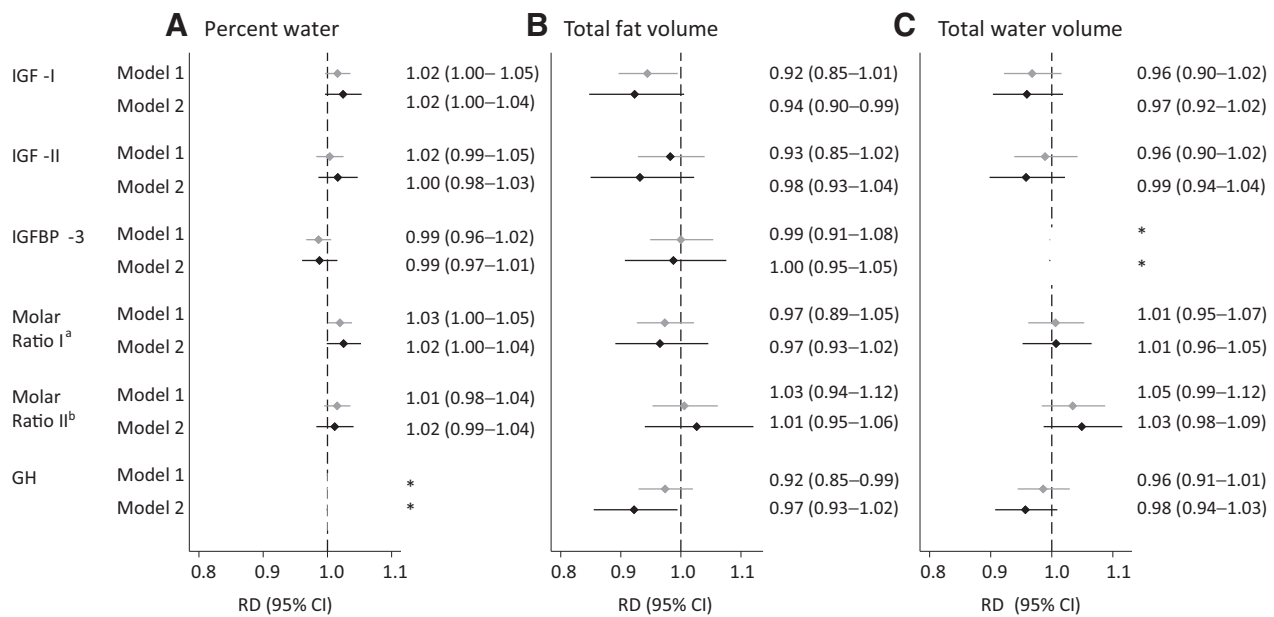 A Percent water B Total fat volume C Total water volume
IGF -I Model 1 1.02 (1.00– 1.05) 0.92 (0.85–1.01) 0.96 (0.90–1.02)
Model 2 1.02 (1.00–1.04) 0.94 (0.90–0.99) 0.97 (0.92–1.02)
IGF -II Model 1 1.02 (0.99–1.05) 0.93 (0.85–1.02) 0.96 (0.90–1.02)
Model 2 1.00 (0.98–1.03) 0.98 (0.93–1.04) 0.99 (0.94–1.04)
IGFBP -3 Model 1 0.99 (0.96–1.02) 0.99 (0.91–1.08) *
Model 2 0.99 (0.97–1.01) 1.00 (0.95–1.05) *
Molar Model 1 1.03 (1.00–1.05) 0.97 (0.89–1.05) 1.01 (0.95–1.07)
Ratio Iª Model 2 1.02 (1.00–1.04) 0.97 (0.93–1.02) 1.01 (0.96–1.05)
Molar Model 1 1.01 (0.98–1.04) 1.03 (0.94–1.12) 1.05 (0.99–1.12)
Ratio IIᵇ Model 2 1.02 (0.99–1.04) 1.01 (0.95–1.06) 1.03 (0.98–1.09)
GH Model 1 * 0.92 (0.85–0.99) 0.96 (0.91–1.01)
Model 2 * 0.97 (0.93–1.02) 0.98 (0.94–1.03)
0.8 0.9 1.0 1.1 0.8 0.9 1.0 1.1 0.8 0.9 1.0 1.1
RD (95% CI) RD (95% CI) RD (95% CI)